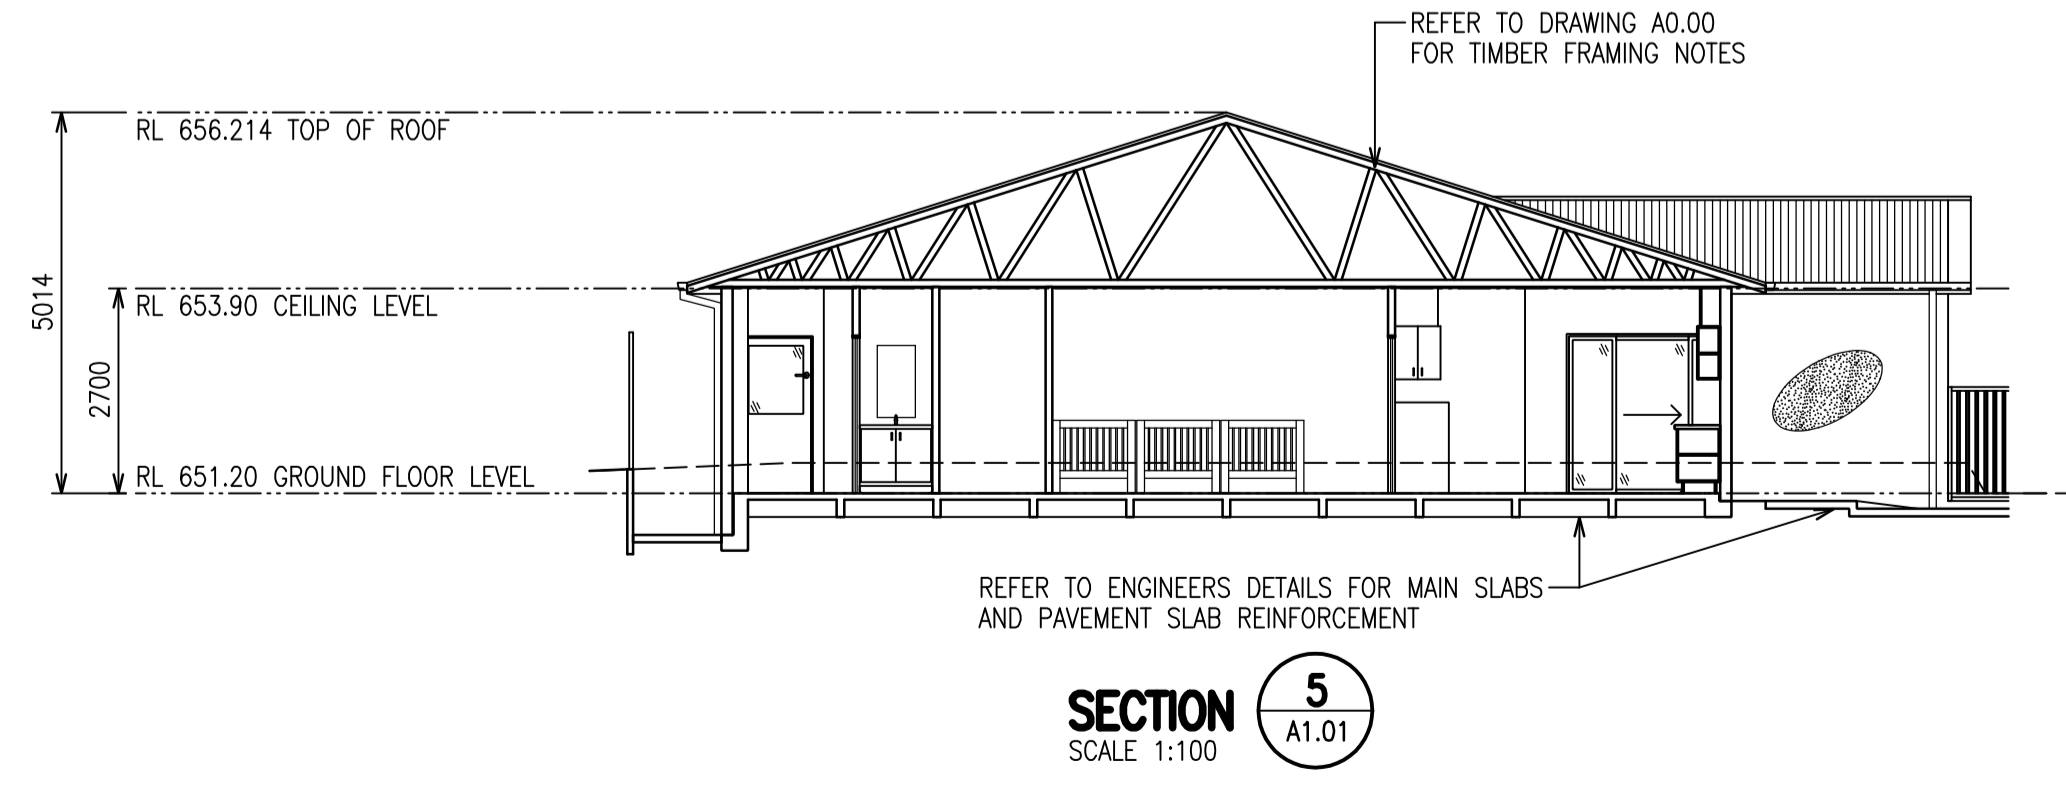 REFER TO DRAWING A0.00
FOR TIMBER FRAMING NOTES
RL 656.214 TOP OF ROOF
5014
RL 653.90 CEILING LEVEL
2700
RL 651.20 GROUND FLOOR LEVEL
REFER TO ENGINEERS DETAILS FOR MAIN SLABS
AND PAVEMENT SLAB REINFORCEMENT
SECTION
SCALE 1:100
5
A1.01